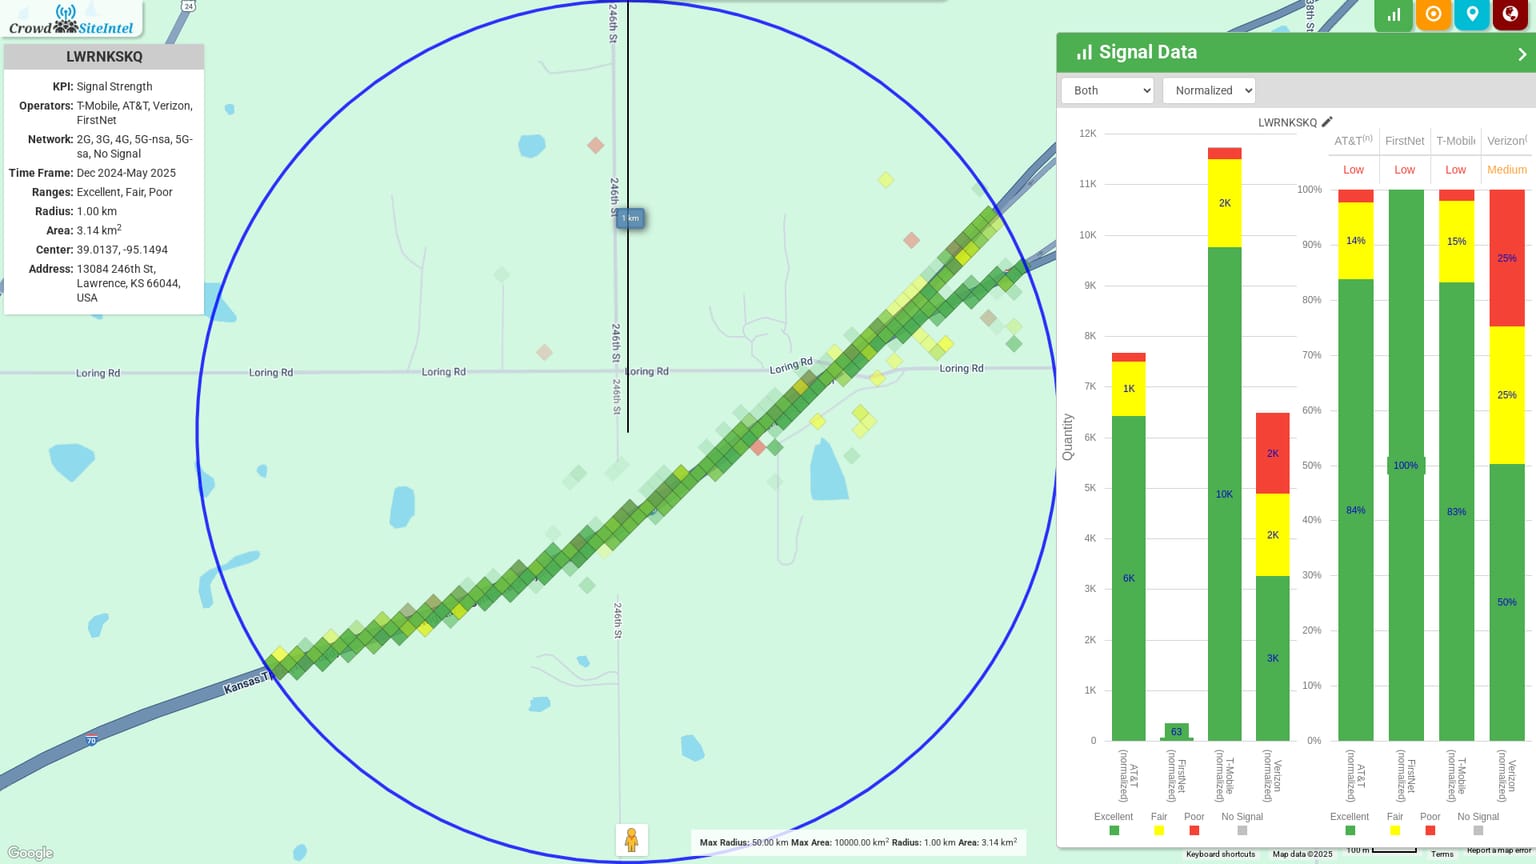 24
CrowdSiteIntel
LWRNKSKQ
KPI: Signal Strength
Operators: T-Mobile, AT&T, Verizon,
FirstNet
Network: 2G, 3G, 4G, 5G-nsa, 5G-
sa, No Signal
Time Frame: Dec 2024-May 2025
Ranges: Excellent, Fair, Poor
Radius: 1.00 km
Area: 3.14 km2
Center: 39.0137, -95.1494
Address: 13084 246th St,
Lawrence, KS 66044,
USA
246th St
246th St
1 km
246th St
246th St
246th St
Loring Rd
Loring Rd
Loring Rd
Loring Rd
Loring Rd
Loring Rd
Kansas T
70
38th St
Google
Max Radius: 50.00 km Max Area: 10000.00 km2 Radius: 1.00 km Area: 3.14 km2
Signal Data
Both
Normalized
LWRNKSKQ
Quantity
12K
11K
10K
9K
8K
7K
6K
5K
4K
3K
2K
1K
0
1K
6K
63
2K
10K
2K
2K
3K
AT&T
(normalized)
FirstNet
(normalized)
T-Mobile
(normalized)
Verizon
(normalized)
Excellent
Fair
Poor
No Signal
AT&T(n) FirstNet T-Mobil Verizon(
Low Low Low Medium
100%
90%
80%
70%
60%
50%
40%
30%
20%
10%
0%
14%
84%
100%
15%
83%
25%
25%
50%
AT&T
(normalized)
FirstNet
(normalized)
T-Mobile
(normalized)
Verizon
(normalized)
Excellent
Fair
Poor
No Signal
Keyboard shortcuts
Map data ©2025
100 m
Terms
Report a map error